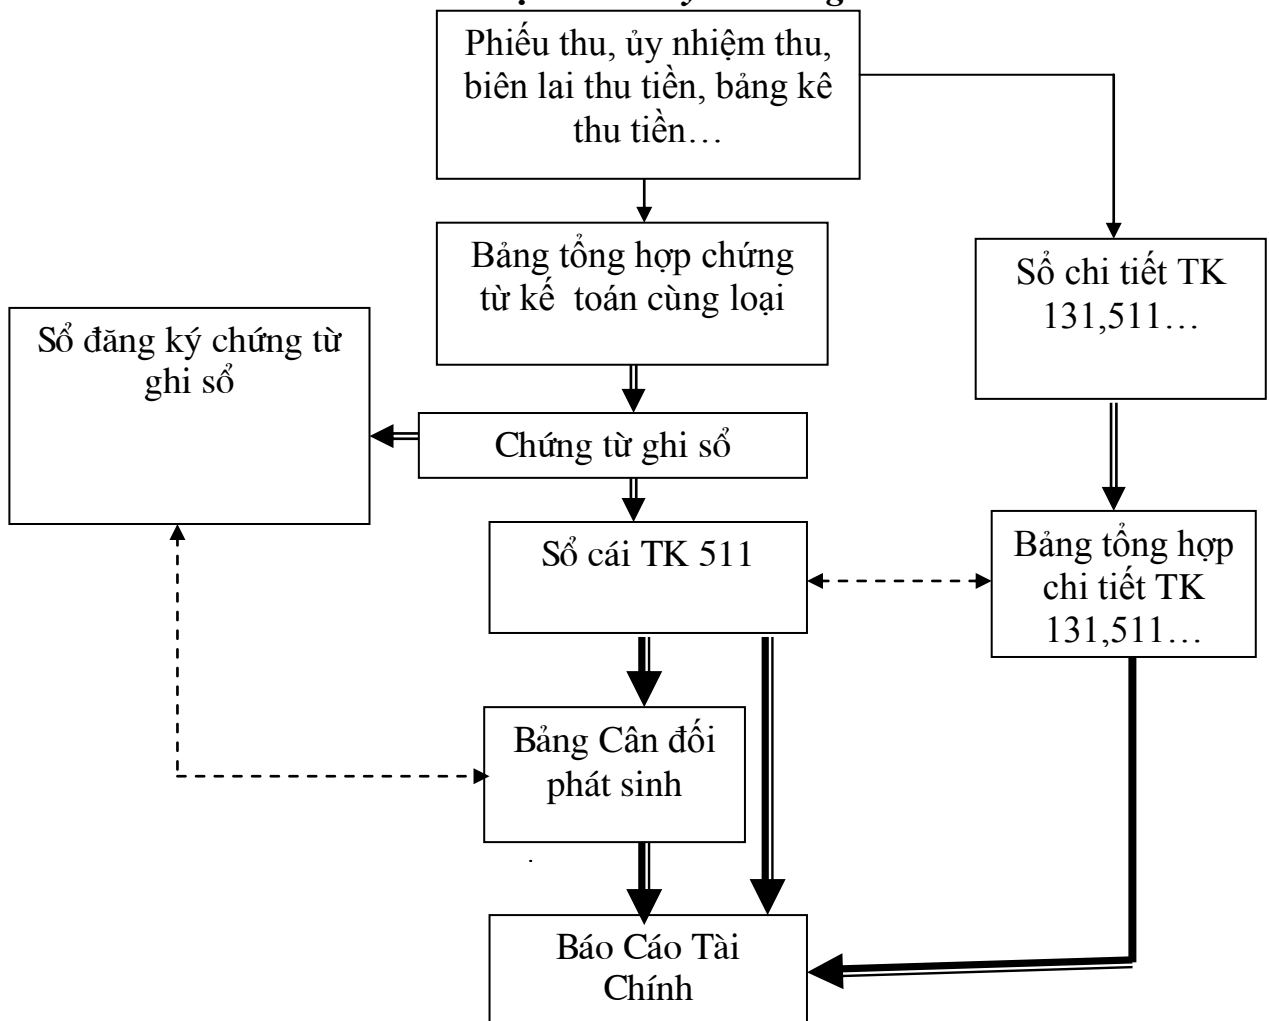 Phiếu thu, ủy nhiệm thu,
biên lai thu tiền, bảng kê
thu tiền…
Bảng tổng hợp chứng
từ kế toán cùng loại
Sổ chi tiết TK
131,511…
Sổ đăng ký chứng từ
ghi sổ
Chứng từ ghi sổ
Sổ cái TK 511
Bảng tổng hợp
chi tiết TK
131,511…
Bảng Cân đối
phát sinh
Báo Cáo Tài
Chính